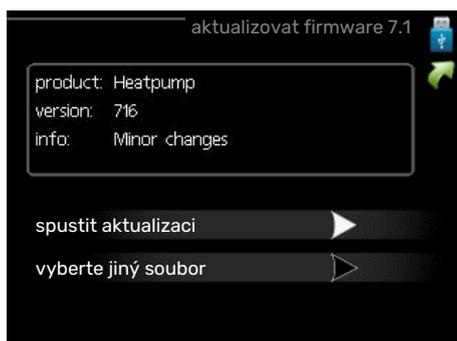 aktualizovat firmware 7.1
product: Heatpump
version: 716
info: Minor changes
spustit aktualizaci
vyberte jiný soubor